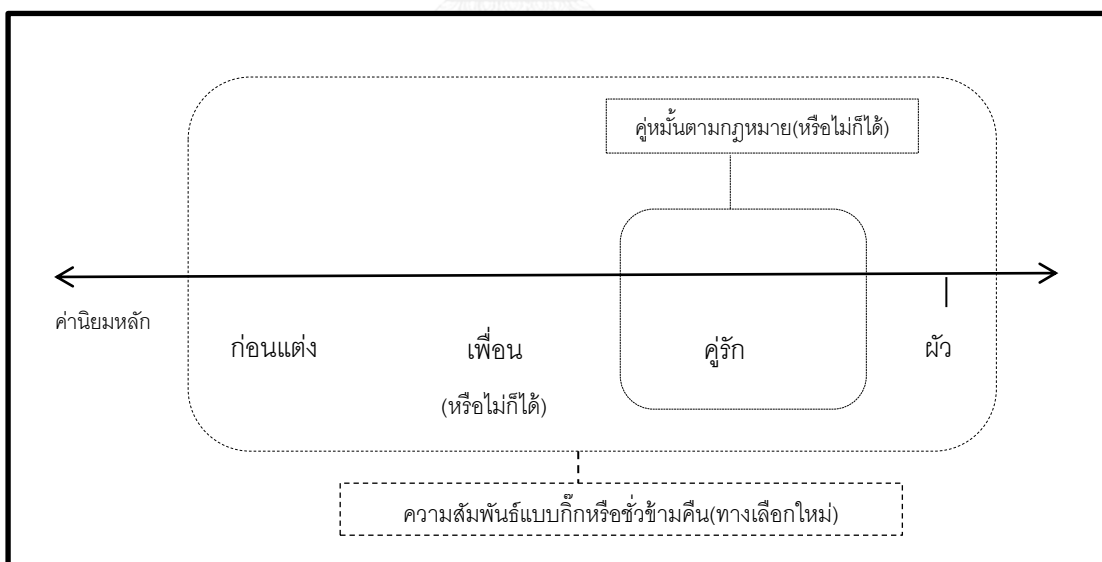 คู่หมั้นตามกฎหมาย(หรือไม่ก็ได้)
ค่านิยมหลัก
ก่อนแต่ง
เพื่อน
คู่รัก
ผัว
(หรือไม่ก็ได้)
ความสัมพันธ์แบบกิ๊กหรือชั่วข้ามคืน(ทางเลือกใหม่)